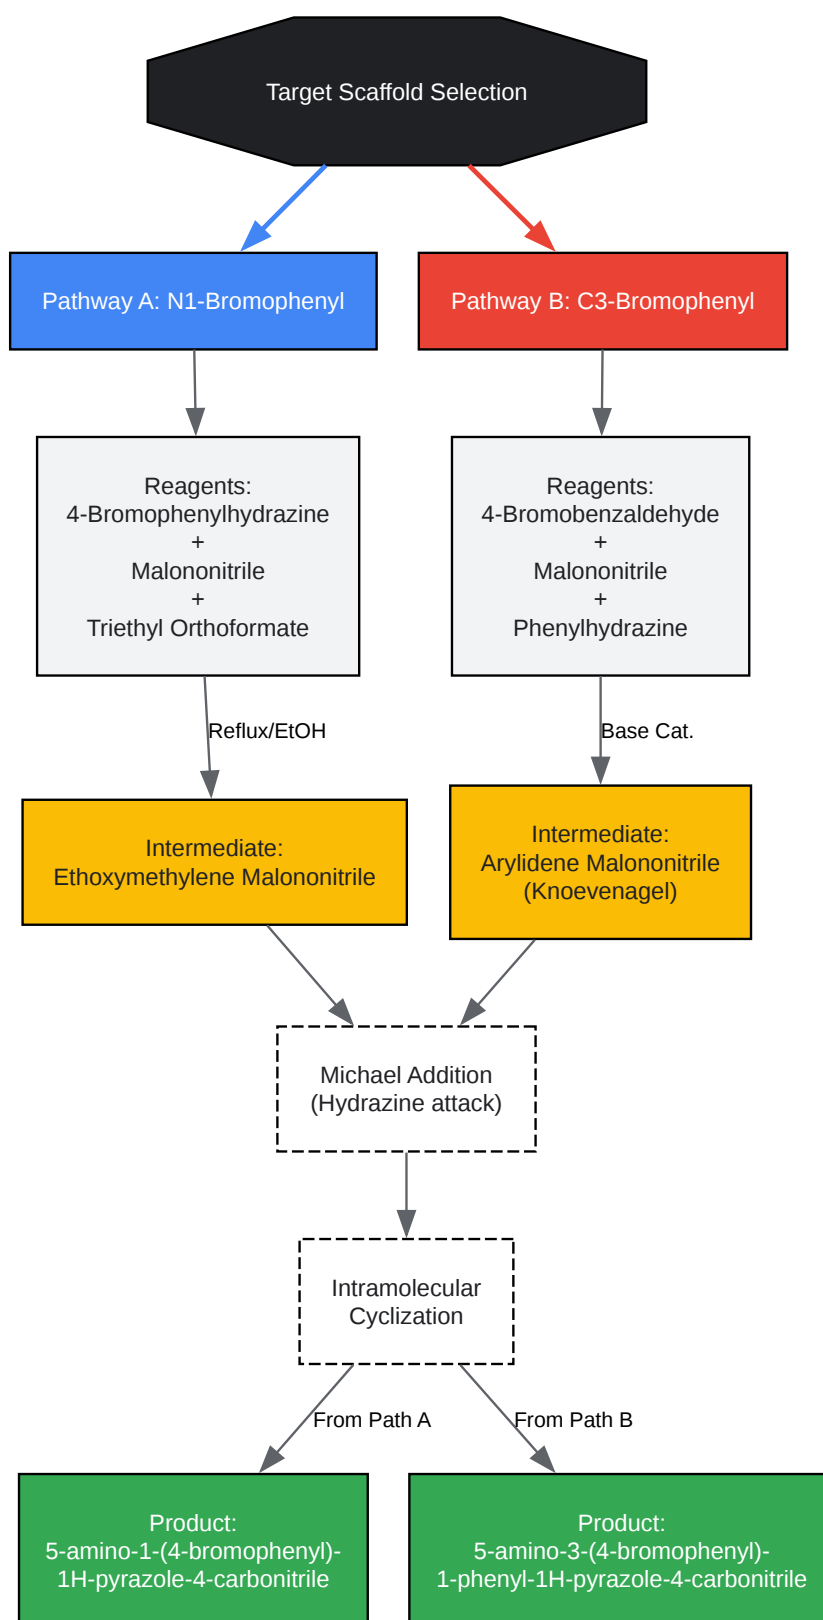 Target Scaffold Selection
Pathway A: N1-Bromophenyl
Pathway B: C3-Bromophenyl
Reagents:
4-Bromophenylhydrazine
+
Malononitrile
+
Triethyl Orthoformate
Reagents:
4-Bromobenzaldehyde
+
Malononitrile
+
Phenylhydrazine
Reflux/EtOH
Base Cat.
Intermediate:
Ethoxymethylene Malononitrile
Intermediate:
Arylidene Malononitrile
(Knoevenagel)
Michael Addition
(Hydrazine attack)
Intramolecular
Cyclization
From Path A
From Path B
Product:
5-amino-1-(4-bromophenyl)-
1H-pyrazole-4-carbonitrile
Product:
5-amino-3-(4-bromophenyl)-
1-phenyl-1H-pyrazole-4-carbonitrile